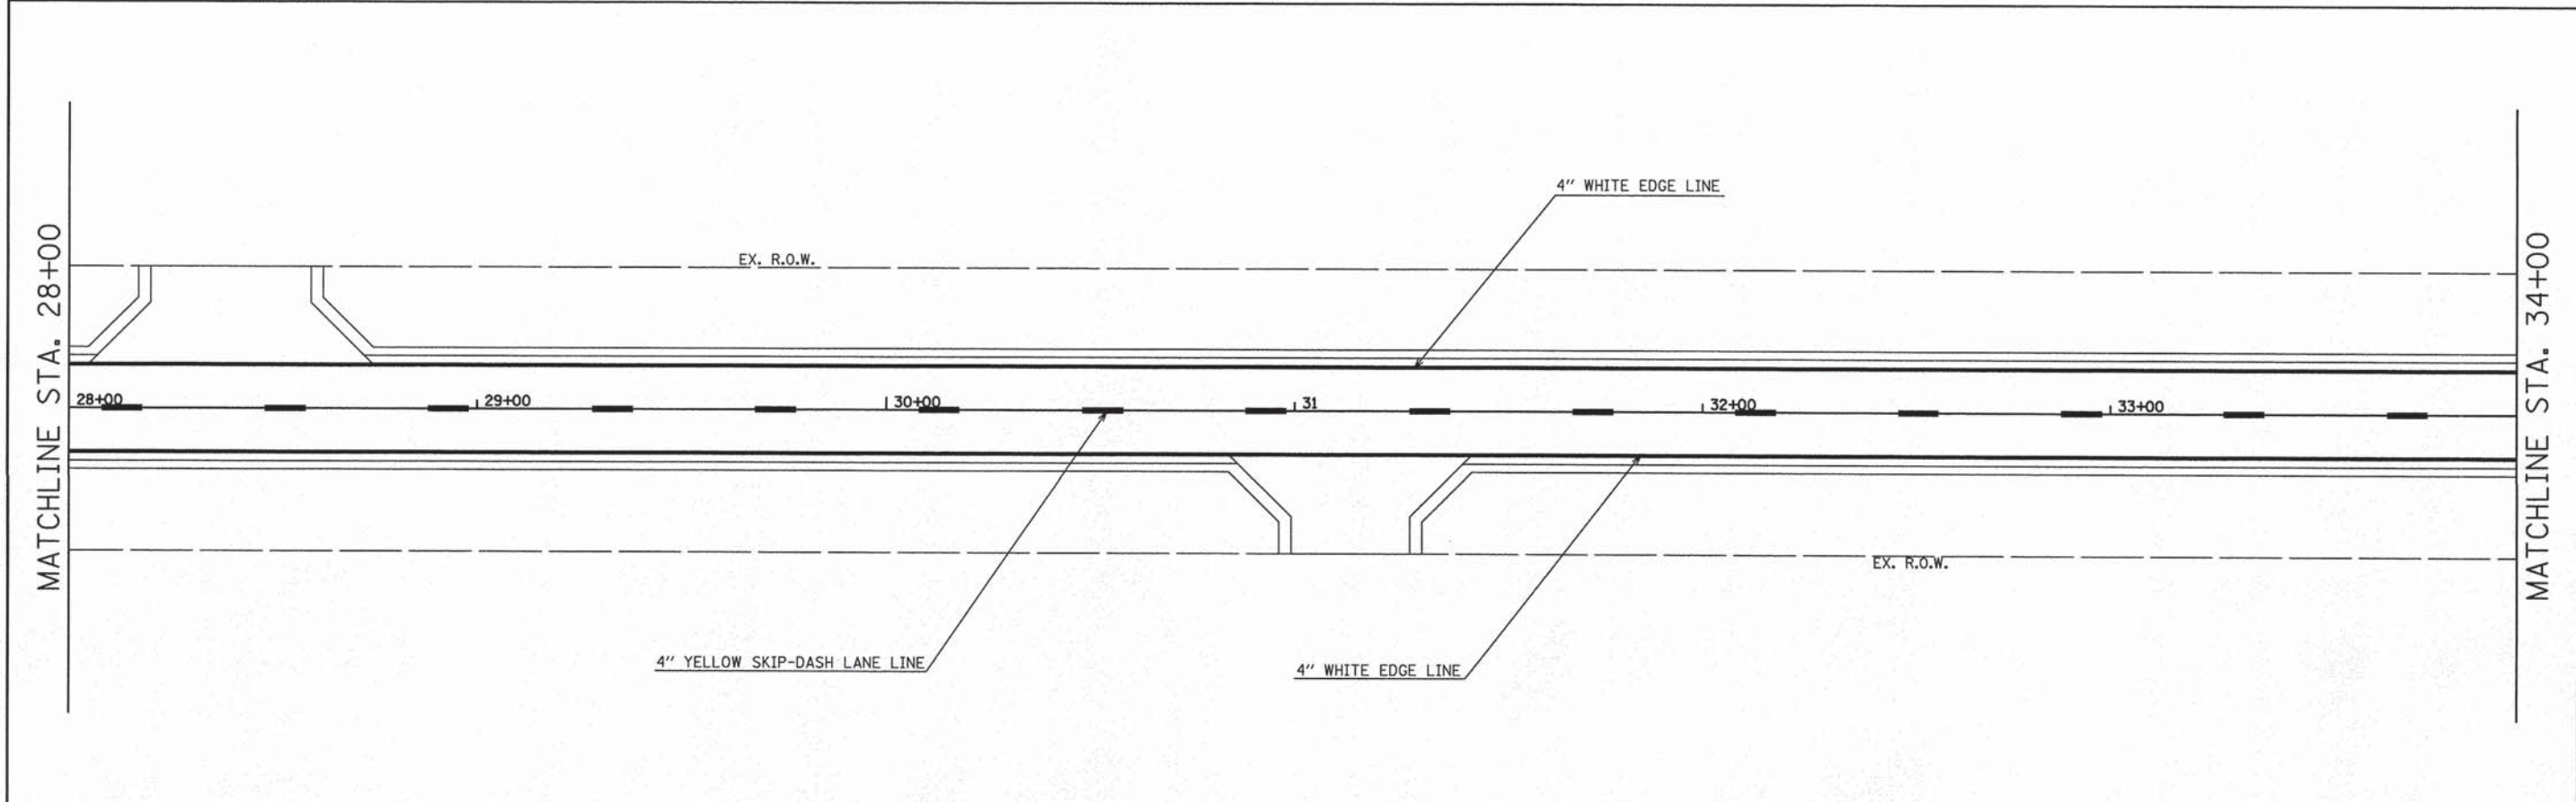 4" WHITE EDGE LINE
EX. R.O.W.
MATCHLINE STA. 28+00
MATCHLINE STA. 34+00
28+00
29+00
30+00
31
32+00
33+00
EX. R.O.W.
4" YELLOW SKIP-DASH LANE LINE
4" WHITE EDGE LINE